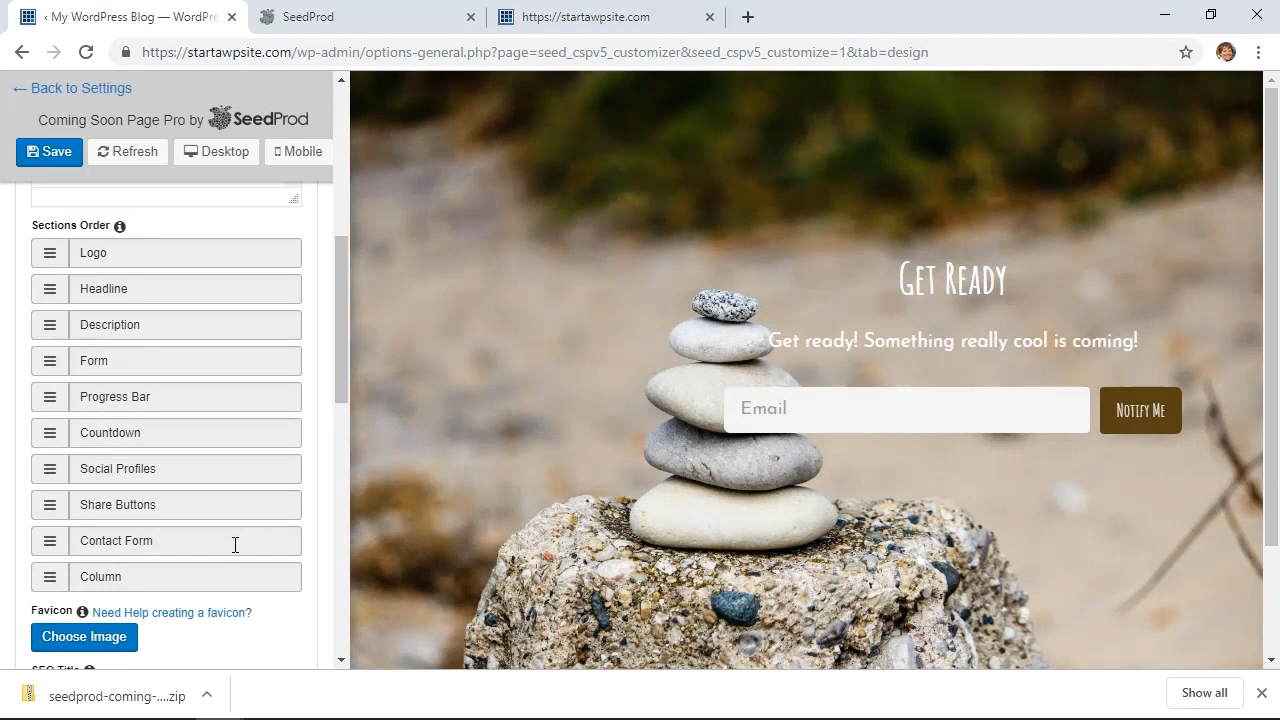 ‹ My WordPress Blog — WordPre
SeedProd
https://startawpsite.com
https://startawpsite.com/wp-admin/options-general.php?page=seed_cspv5_customizer&seed_cspv5_customize=1&tab=design
← Back to Settings
Coming Soon Page Pro by SeedProd
Save
Refresh
Desktop
Mobile
Sections Order
Logo
Headline
Description
Form
Progress Bar
Countdown
Social Profiles
Share Buttons
Contact Form
Column
Favicon Need Help creating a favicon?
Choose Image
SEO Title
Get Ready
Get ready! Something really cool is coming!
Email
Notify Me
seedprod-coming-....zip
Show all